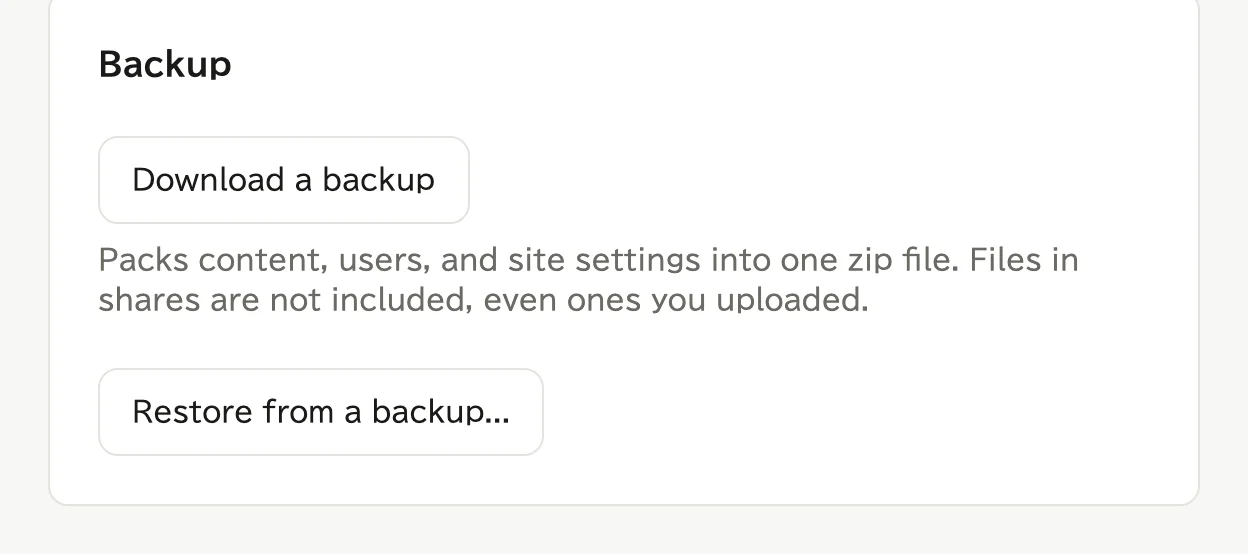 Backup
Download a backup
Packs content, users, and site settings into one zip file. Files in
shares are not included, even ones you uploaded.
Restore from a backup...